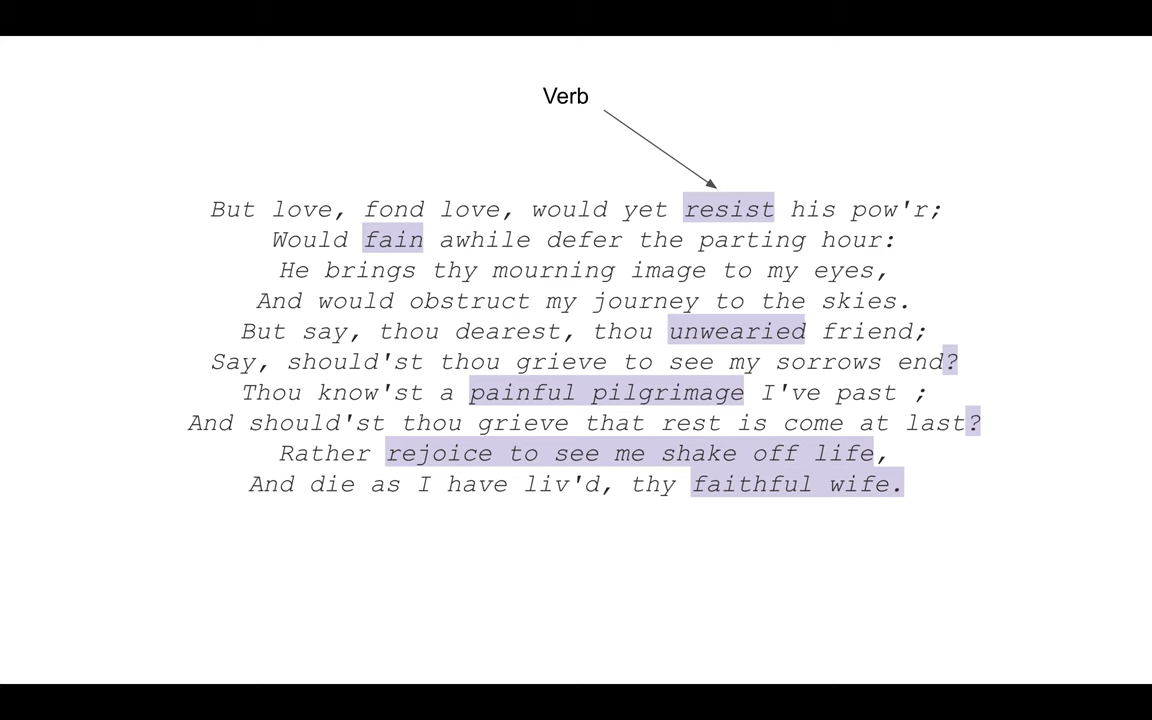 Verb
But love, fond love, would yet resist his pow'r;
Would fain awhile defer the parting hour:
He brings thy mourning image to my eyes,
And would obstruct my journey to the skies.
But say, thou dearest, thou unwearied friend;
Say, should'st thou grieve to see my sorrows end?
Thou know'st a painful pilgrimage I've past ;
And should'st thou grieve that rest is come at last?
Rather rejoice to see me shake off life,
And die as I have liv'd, thy faithful wife.